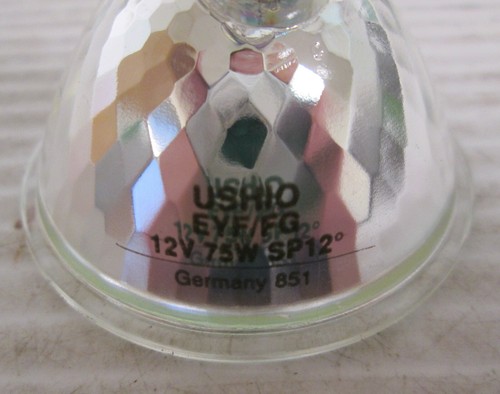 USHIO
EYF/FG
12V 75W SP12°
Germany 851